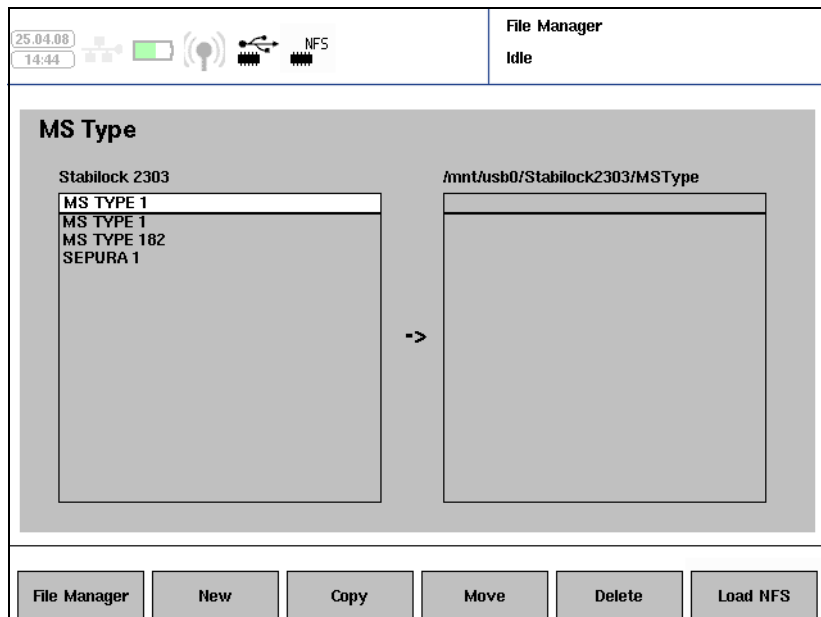 25.04.08
14:44
NFS
File Manager
Idle
MS Type
Stabilock 2303
MS TYPE 1
MS TYPE 1
MS TYPE 182
SEPURA 1
->
/mnt/usb0/Stabilock2303/MSType
File Manager
New
Copy
Move
Delete
Load NFS